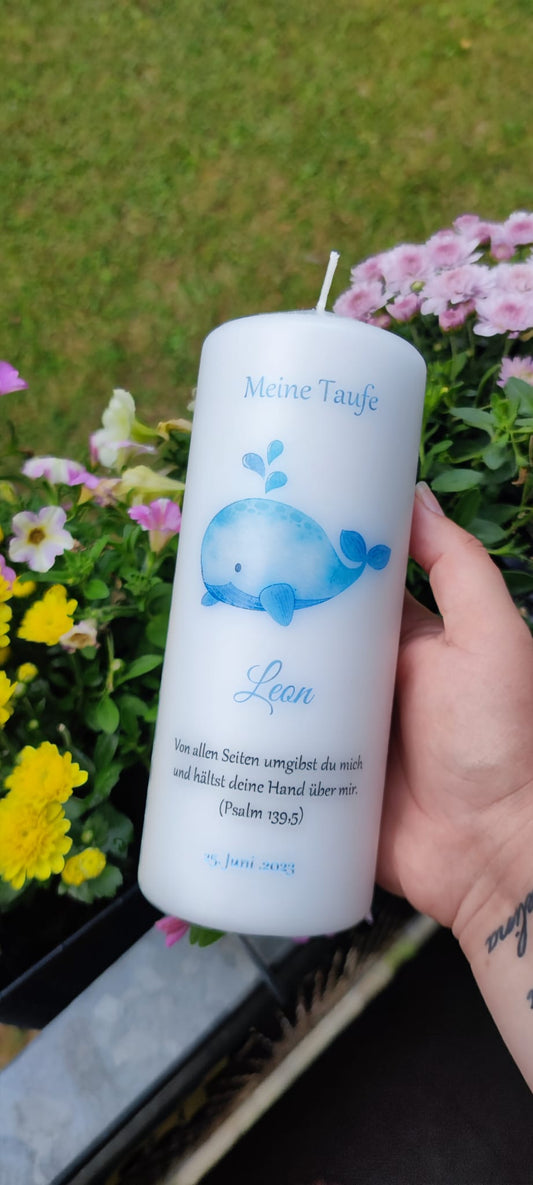 Meine Taufe
Leon
Von allen Seiten umgibst du mich
und hältst deine Hand über mir.
(Psalm 139,5)
25. Juni .2023